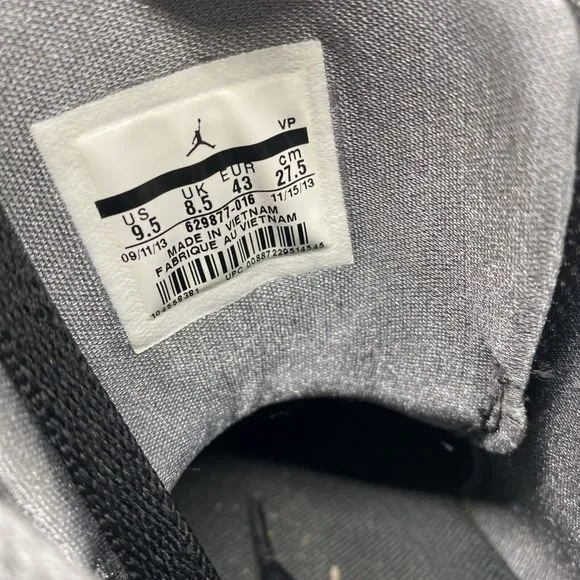 VP
US UK EUR cm
9.5 8.5 43 27.5
09/11/13 629877-016 11/15/13
MADE IN VIETNAM
FABRIQUE AU VIETNAM
104558381 UPC 00887229514545